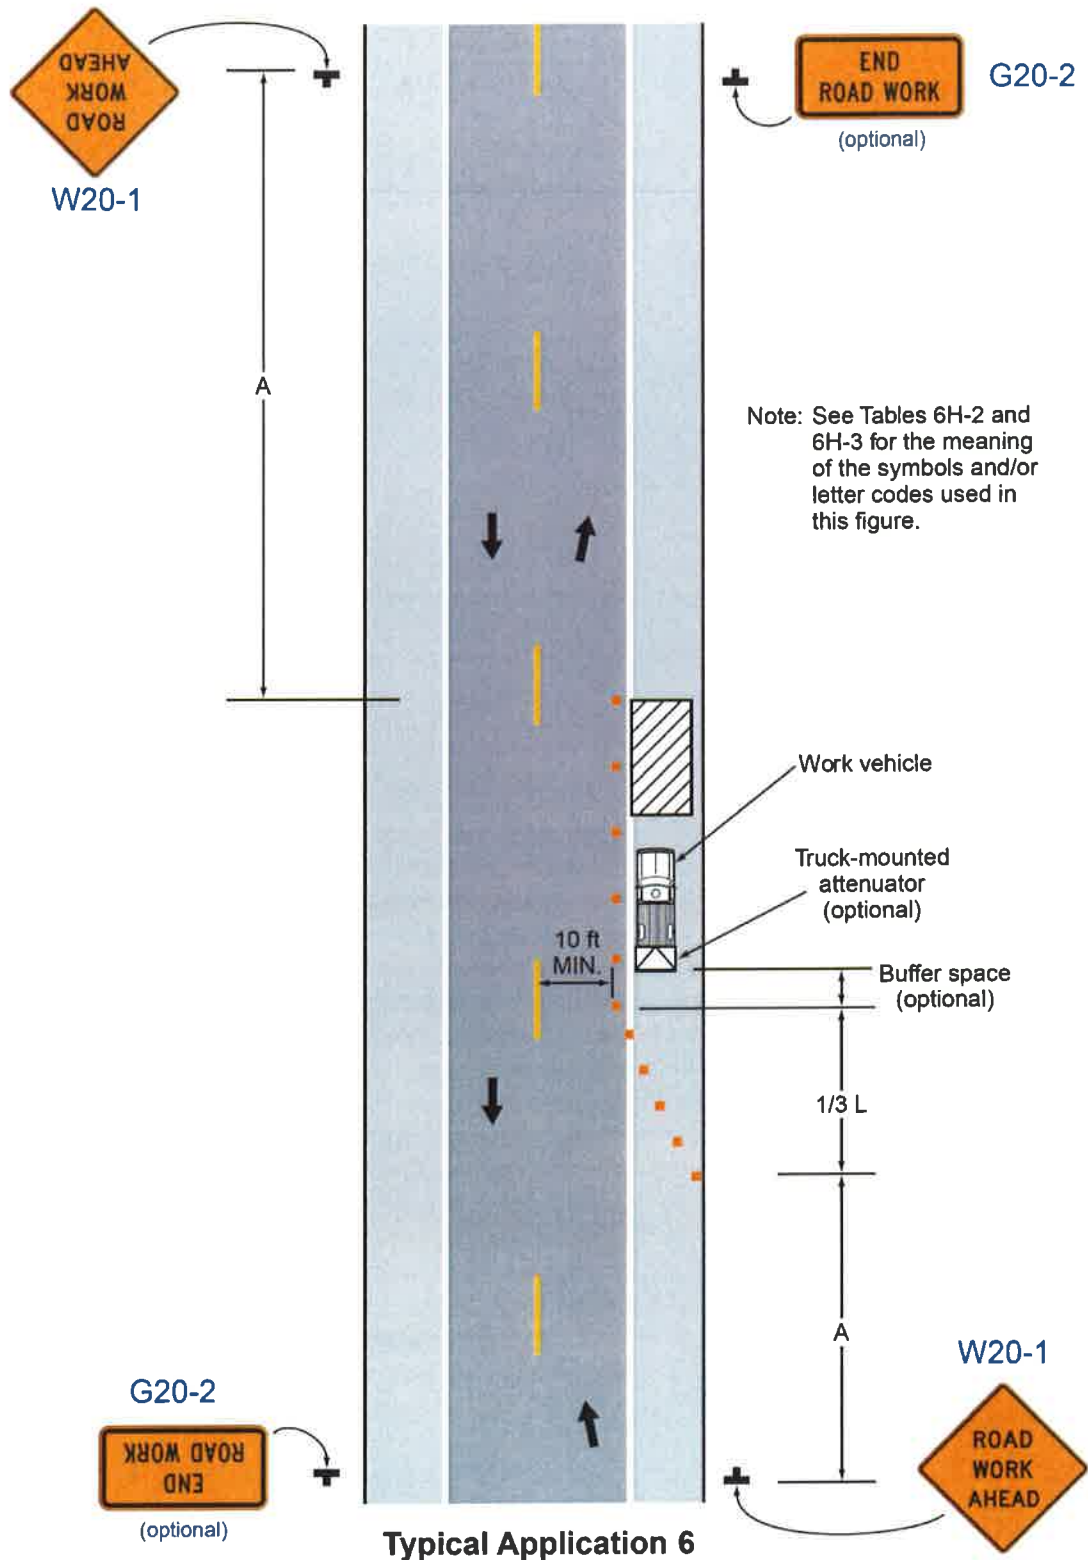 ROAD
WORK
AHEAD
W20-1
END
ROAD WORK
(optional)
G20-2
A
Note: See Tables 6H-2 and
6H-3 for the meaning
of the symbols and/or
letter codes used in
this figure.
Work vehicle
Truck-mounted
attenuator
(optional)
10 ft
MIN.
Buffer space
(optional)
1/3 L
A
G20-2
END
ROAD WORK
(optional)
W20-1
ROAD
WORK
AHEAD
Typical Application 6